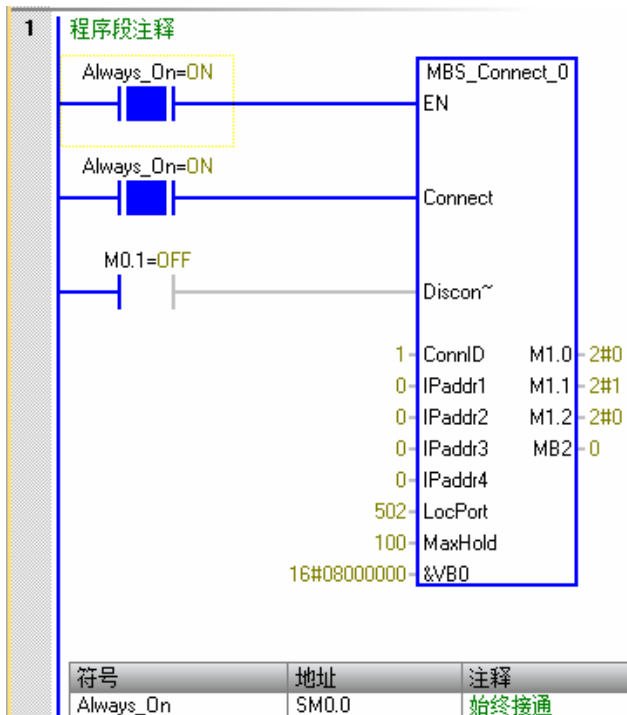 1 程序段注释
Always_On=ON MBS_Connect_0
EN
Always_On=ON
Connect
M0.1=OFF
Discon~
1 ConnID M1.0 2#0
0 IPaddr1 M1.1 2#1
0 IPaddr2 M1.2 2#0
0 IPaddr3 MB2 0
0 IPaddr4
502 LocPort
100 MaxHold
16#08000000 &VB0
符号 地址 注释
Always_On SM0.0 始终接通